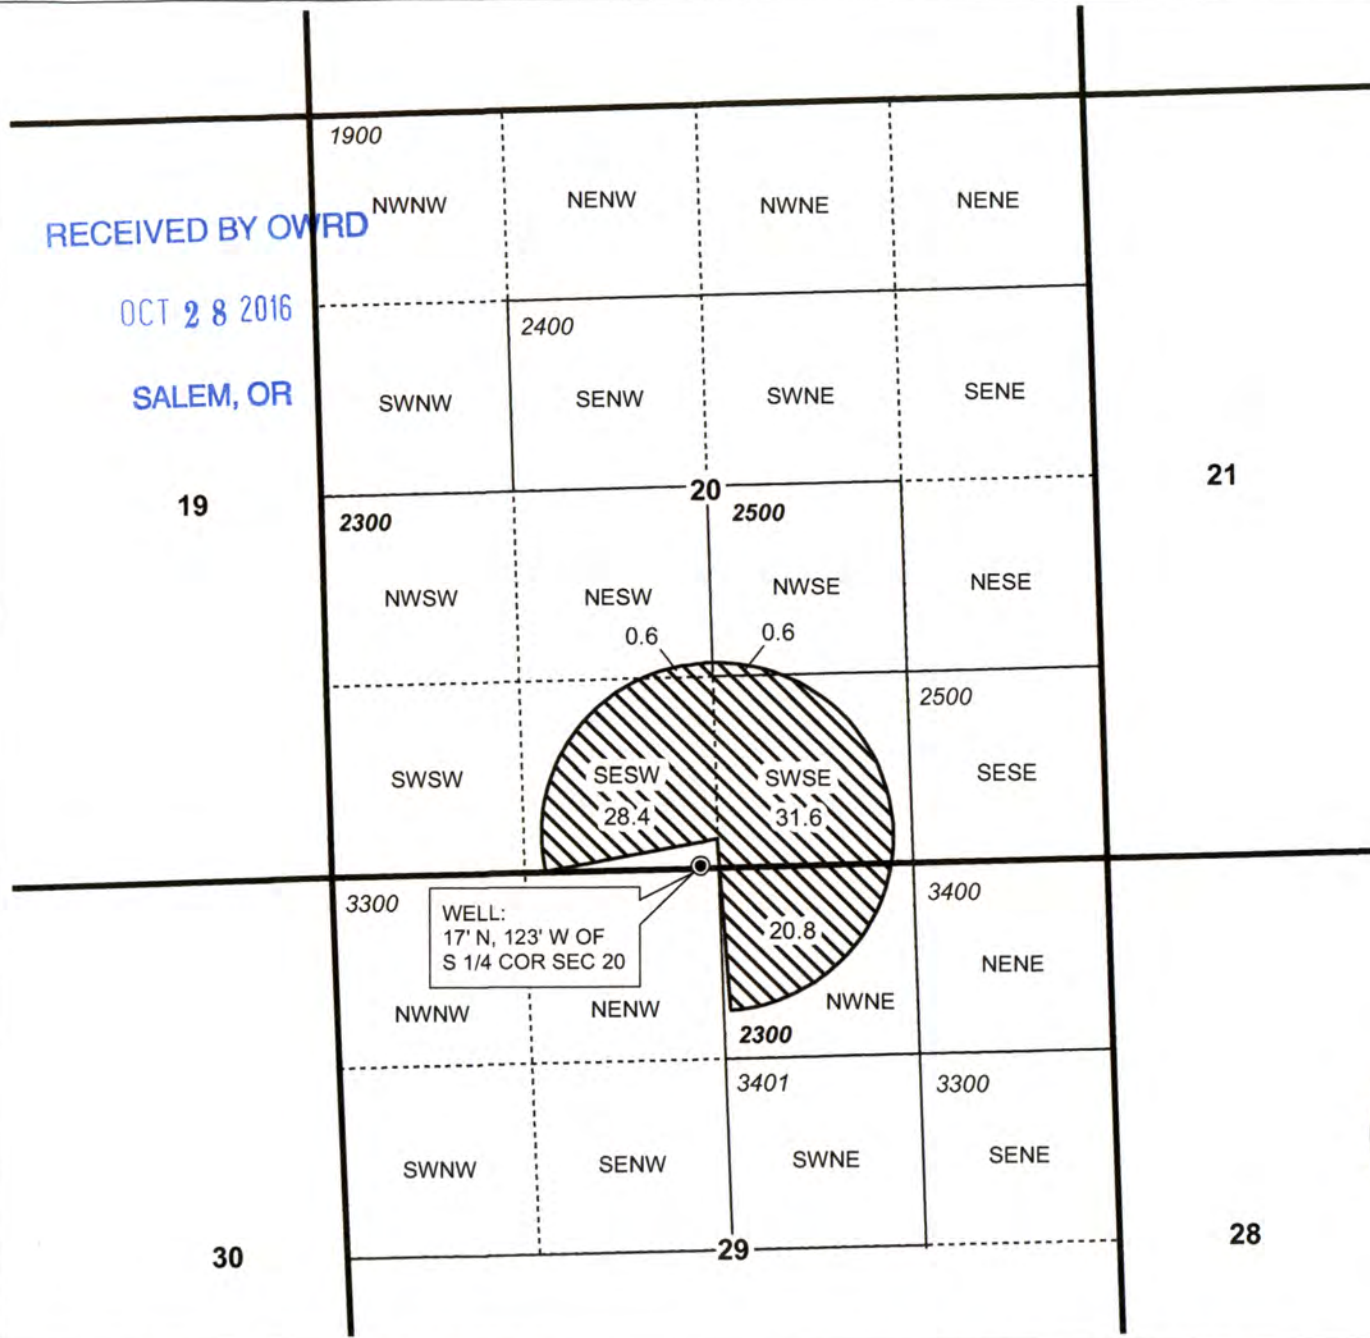 1900
NWNW NENW NWNE NENE
RECEIVED BY OWRD
OCT 28 2016
2400
SALEM, OR
SWNW SENW SWNE SENE
19 20 21
2300 2500
NWSW NESW NWSE NESE
0.6 0.6
2500
SWSW SESW SWSE SESE
28.4 31.6
3300 3400
WELL:
17' N, 123' W OF
S 1/4 COR SEC 20
20.8
NENE
NWNW NENW NWNE
2300
3401 3300
SWNW SENW SWNE SENE
30 29 28